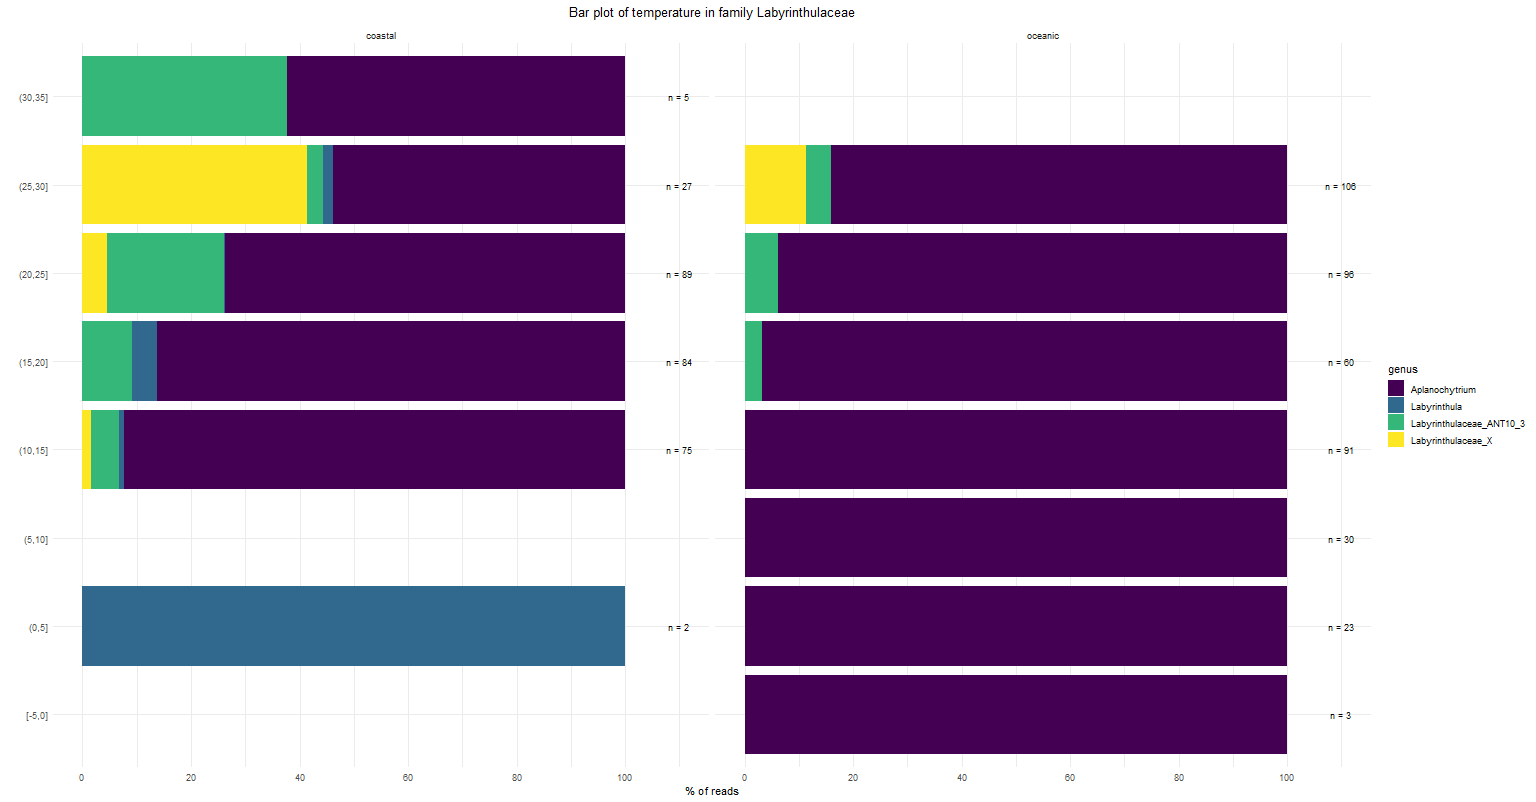 Bar plot of temperature in family Labyrinthulaceae
coastal
oceanic
(30,35]
n = 5
(25,30]
n = 27
n = 106
(20,25]
n = 89
n = 96
(15,20]
n = 84
n = 60
(10,15]
n = 75
n = 91
(5,10]
n = 30
(0,5]
n = 2
n = 23
[-5,0]
n = 3
0 20 40 60 80 100
0 20 40 60 80 100
% of reads
genus
Aplanochytrium
Labyrinthula
Labyrinthulaceae_ANT10_3
Labyrinthulaceae_X